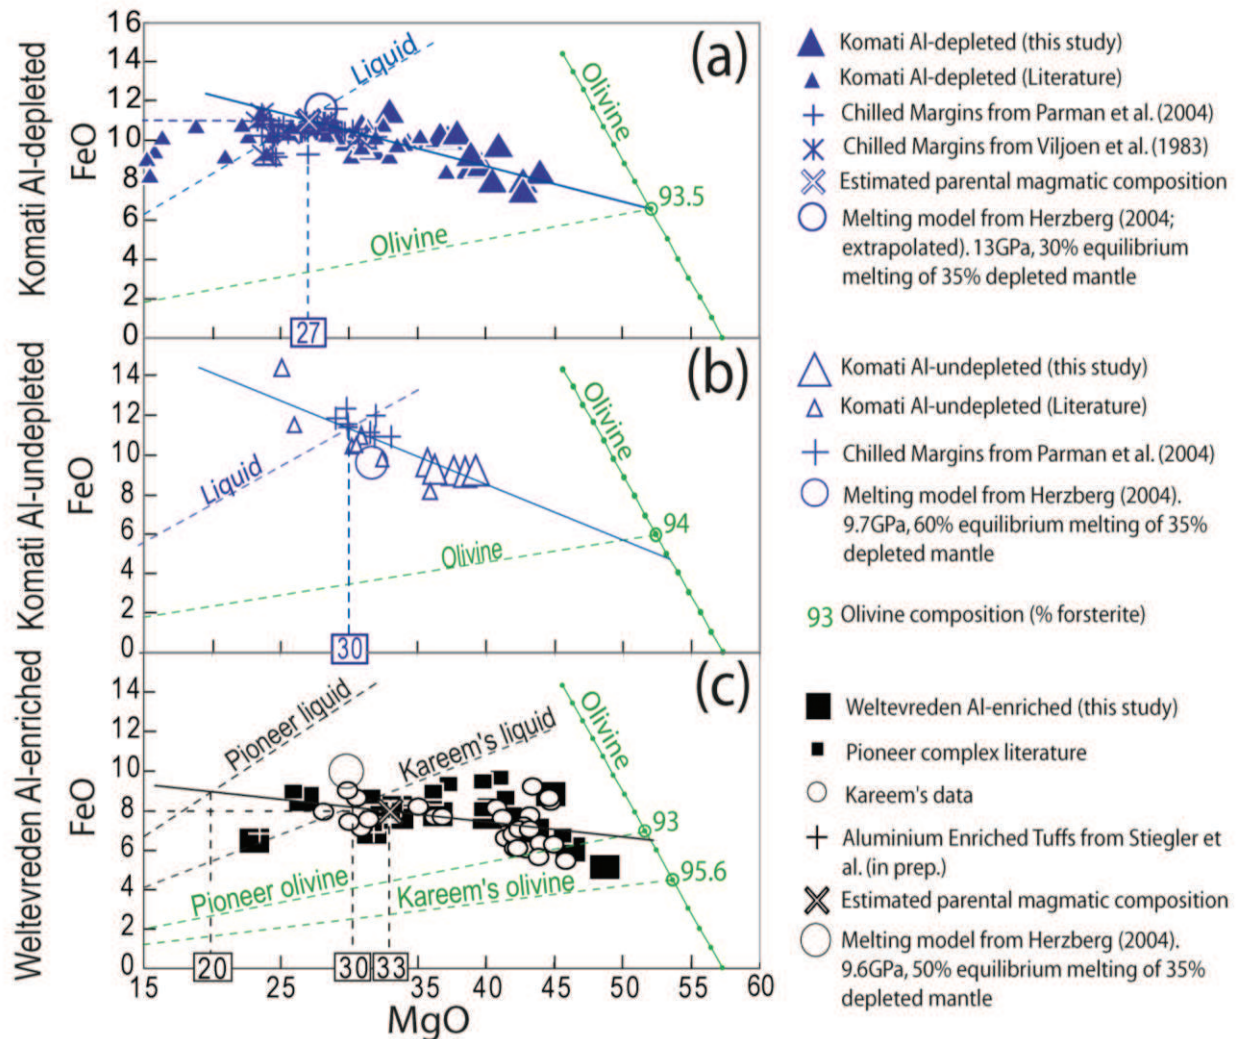 Komati Al-depleted
FeO
16
14
12
10
8
6
4
2
0
(a)
Liquid
Olivine
Olivine
93.5
27
Komati Al-depleted (this study)
Komati Al-depleted (Literature)
Chilled Margins from Parman et al. (2004)
Chilled Margins from Viljoen et al. (1983)
Estimated parental magmatic composition
Melting model from Herzberg (2004;
extrapolated). 13GPa, 30% equilibrium
melting of 35% depleted mantle
Komati Al-undepleted
FeO
14
12
10
8
6
4
2
0
(b)
Liquid
Olivine
Olivine
94
30
Komati Al-undepleted (this study)
Komati Al-undepleted (Literature)
Chilled Margins from Parman et al. (2004)
Melting model from Herzberg (2004).
9.7GPa, 60% equilibrium melting of 35%
depleted mantle
93 Olivine composition (% forsterite)
Weltevreden Al-enriched
FeO
14
12
10
8
6
4
2
0
(c)
Pioneer liquid
Kareem's liquid
Olivine
Pioneer olivine
Kareem's olivine
93
95.6
20 30 33
15 25 30 35 40 45 50 55 60
MgO
Weltevreden Al-enriched (this study)
Pioneer complex literature
Kareem's data
Aluminium Enriched Tuffs from Stiegler et
al. (in prep.)
Estimated parental magmatic composition
Melting model from Herzberg (2004).
9.6GPa, 50% equilibrium melting of 35%
depleted mantle